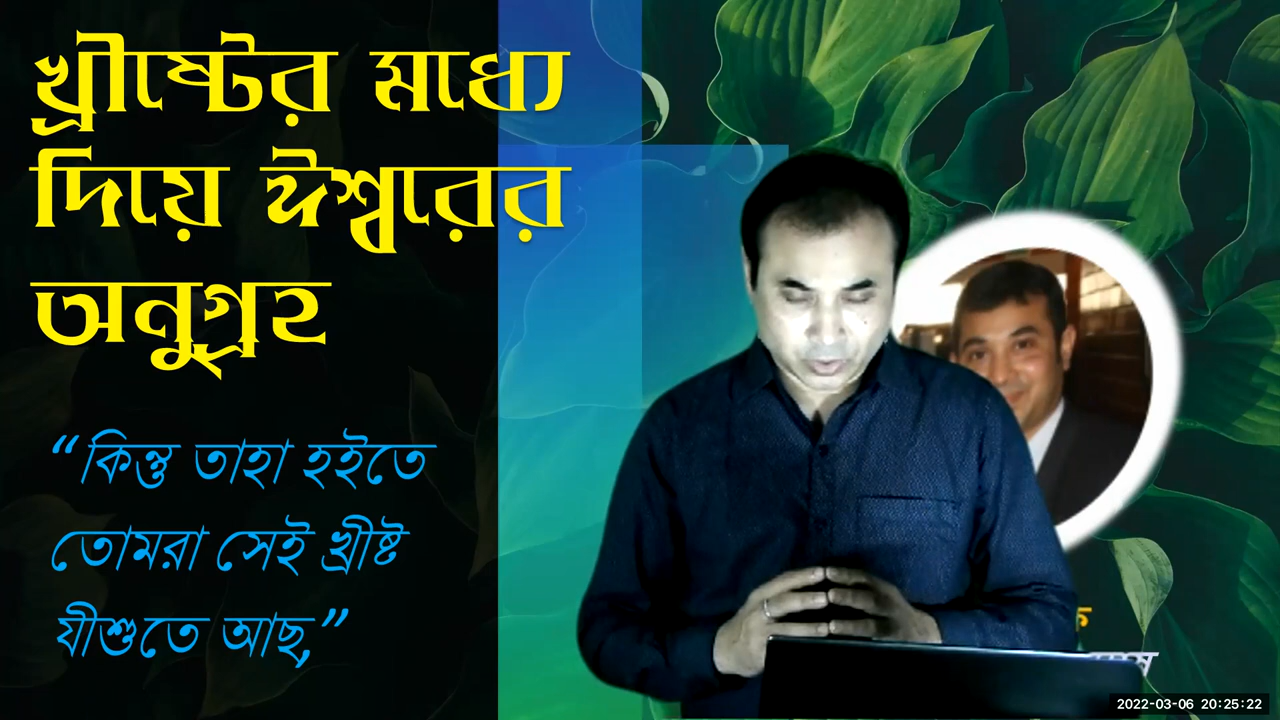 খ্রীষ্টের মধ্যে
দিয়ে ঈশ্বরের
অনুগ্রহ
“কিন্তু তাহা হইতে
তোমরা সেই খ্রীষ্ট
যীশুতে আছ,”
2022-03-06 20:25:22